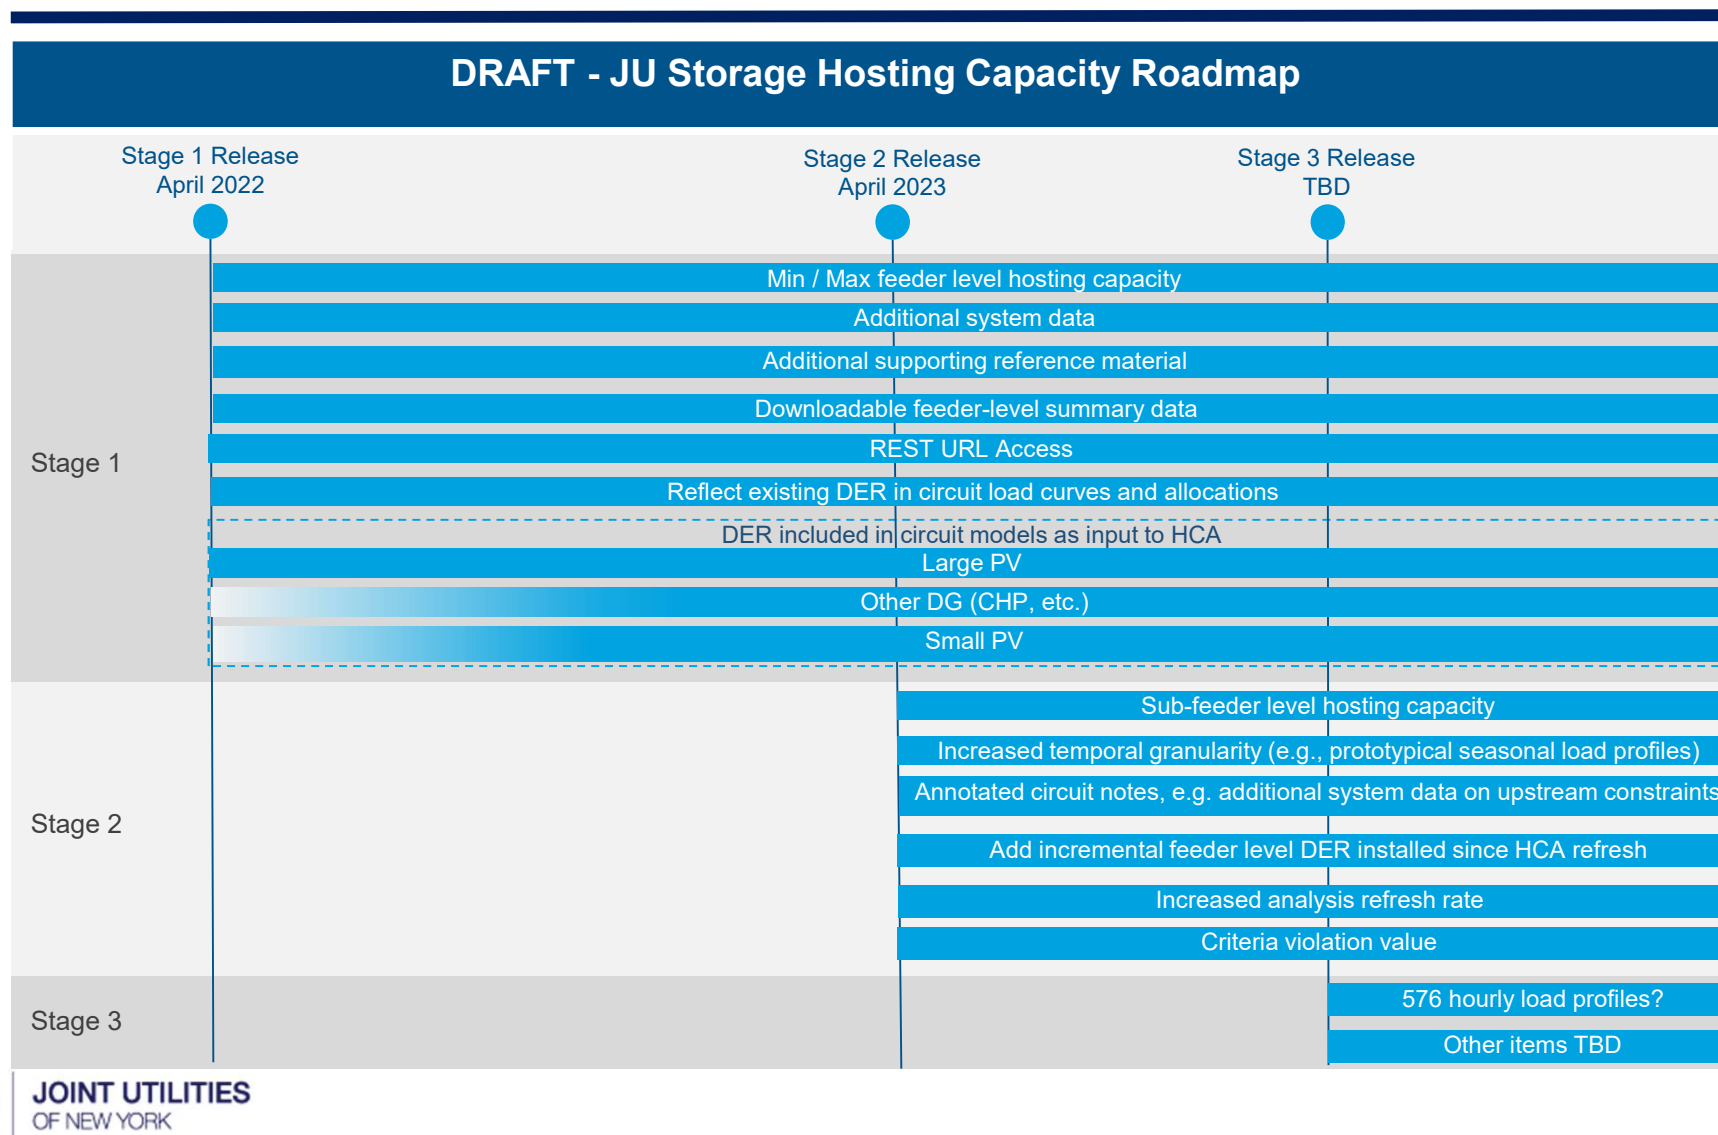 DRAFT - JU Storage Hosting Capacity Roadmap
Stage 1 Release
April 2022
Stage 2 Release
April 2023
Stage 3 Release
TBD
Stage 1
Min / Max feeder level hosting capacity
Additional system data
Additional supporting reference material
Downloadable feeder-level summary data
REST URL Access
Reflect existing DER in circuit load curves and allocations
DER included in circuit models as input to HCA
Large PV
Other DG (CHP, etc.)
Small PV
Stage 2
Sub-feeder level hosting capacity
Increased temporal granularity (e.g., prototypical seasonal load profiles)
Annotated circuit notes, e.g. additional system data on upstream constraints
Add incremental feeder level DER installed since HCA refresh
Increased analysis refresh rate
Criteria violation value
Stage 3
576 hourly load profiles?
Other items TBD
JOINT UTILITIES
OF NEW YORK